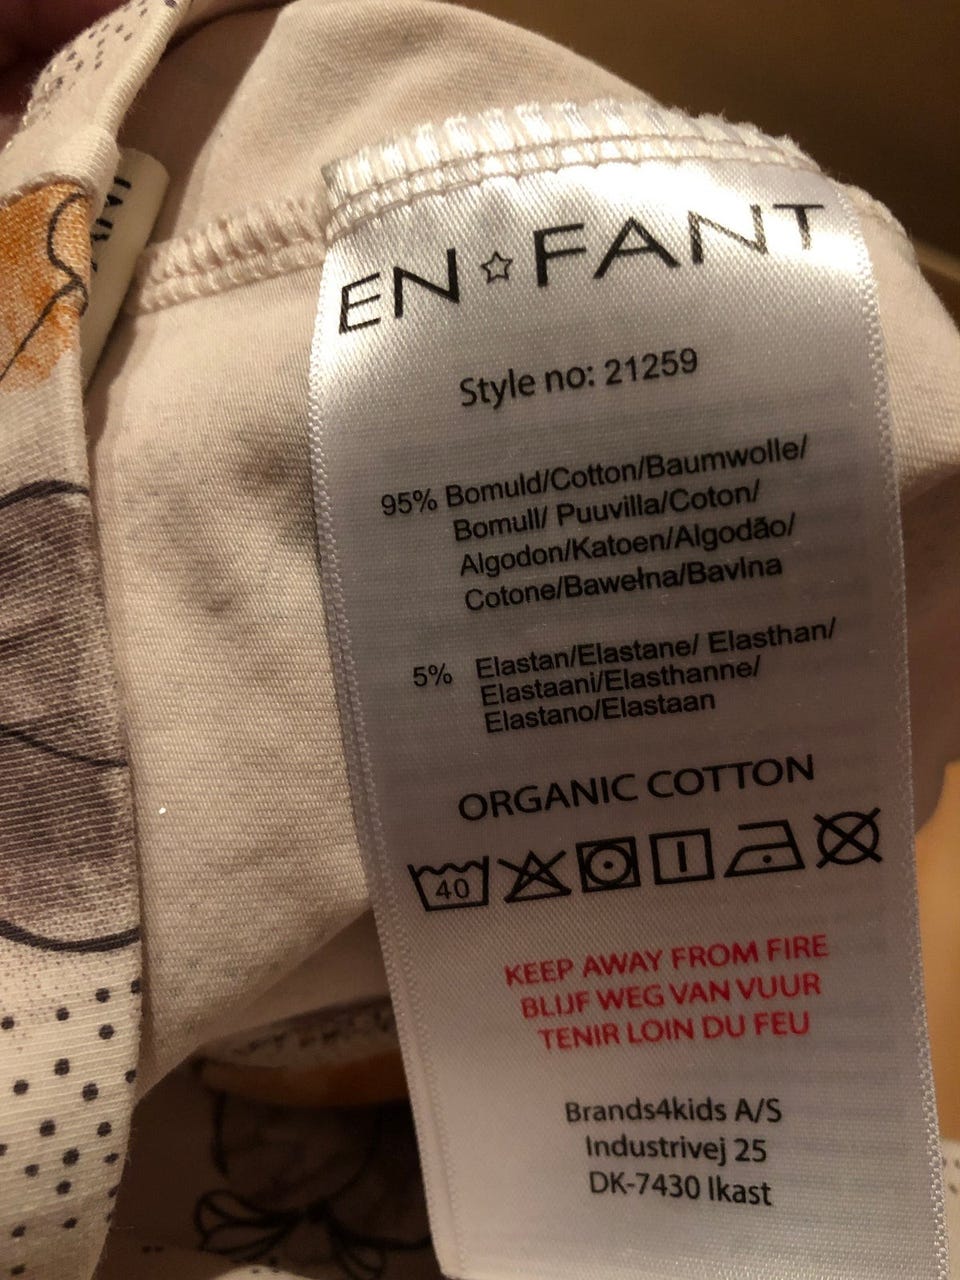 EN☆FANT
Style no: 21259
95% Bomuld/Cotton/Baumwolle/
Bomull/ Puuvilla/Coton/
Algodon/Katoen/Algodão/
Cotone/Bawełna/Bavlna
5% Elastan/Elastane/ Elasthan/
Elastaani/Elasthanne/
Elastano/Elastaan
ORGANIC COTTON
40
KEEP AWAY FROM FIRE
BLIJF WEG VAN VUUR
TENIR LOIN DU FEU
Brands4kids A/S
Industrivej 25
DK-7430 Ikast